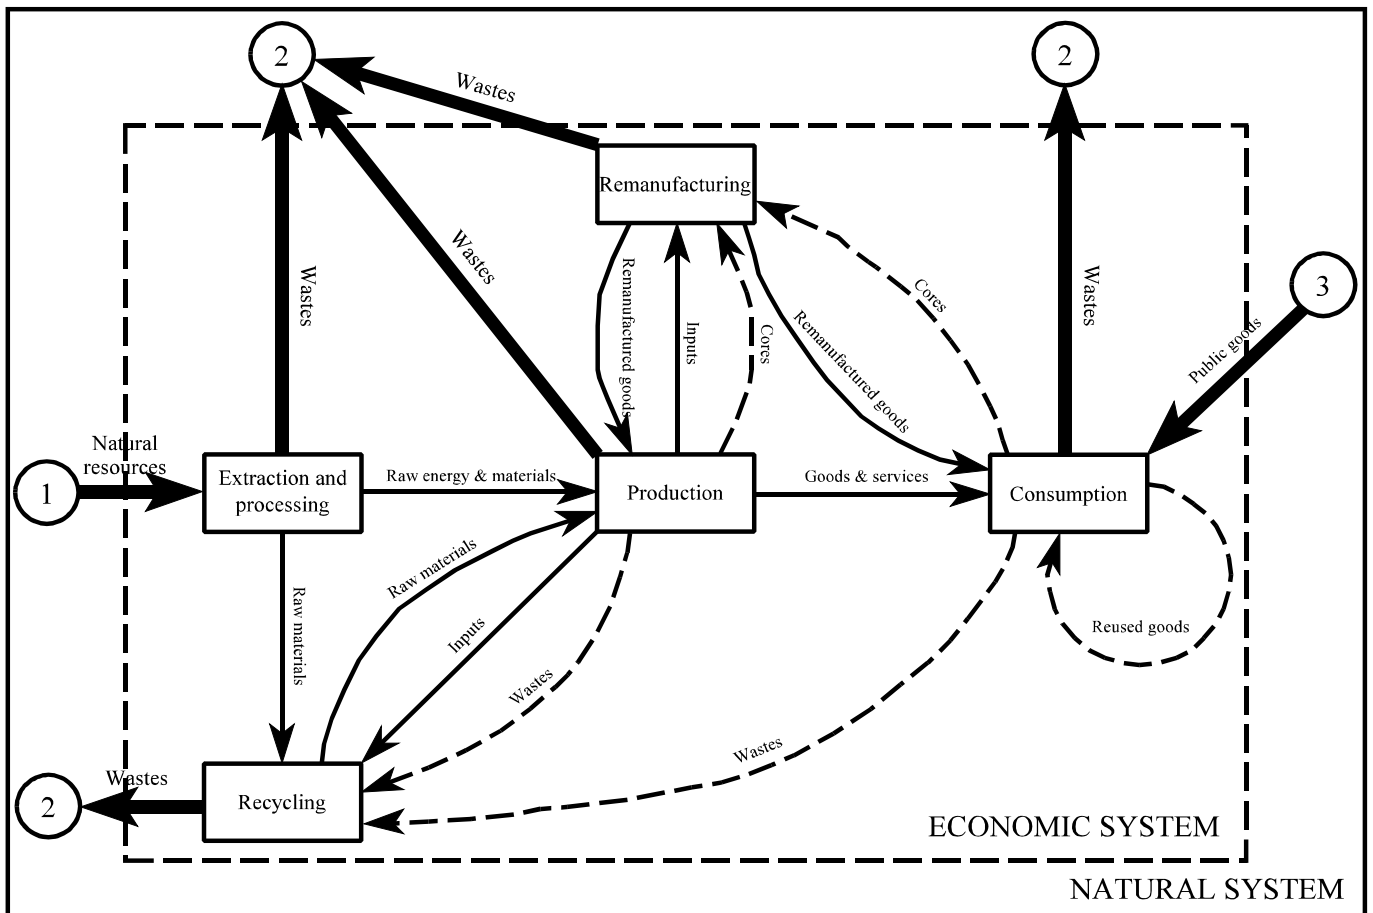 2
2
Wastes
Remanufacturing
Wastes
Wastes
Remanufactured goods
Inputs
Cores
Remanufactured goods
Cores
Wastes
3
Public goods
Natural
resources
1
Extraction and
processing
Raw energy & materials
Production
Goods & services
Consumption
Raw materials
Raw materials
Inputs
Wastes
Reused goods
Wastes
Wastes
2
Recycling
ECONOMIC SYSTEM
NATURAL SYSTEM